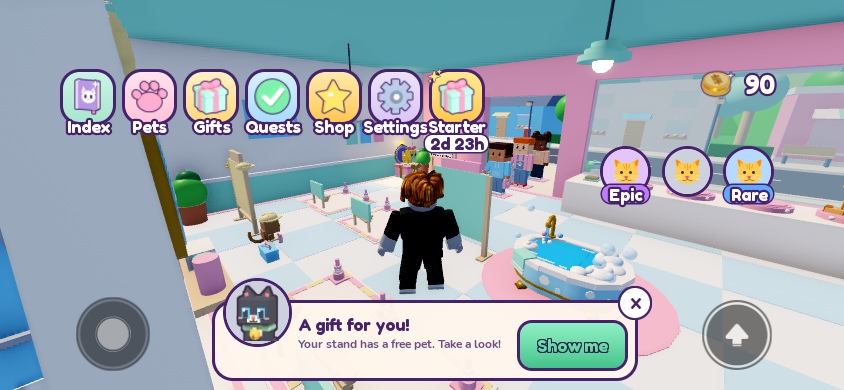 Index
Pets
Gifts
Quests
Shop
Settings
Starter
2d 23h
90
Epic
Rare
A gift for you!
Your stand has a free pet. Take a look!
Show me